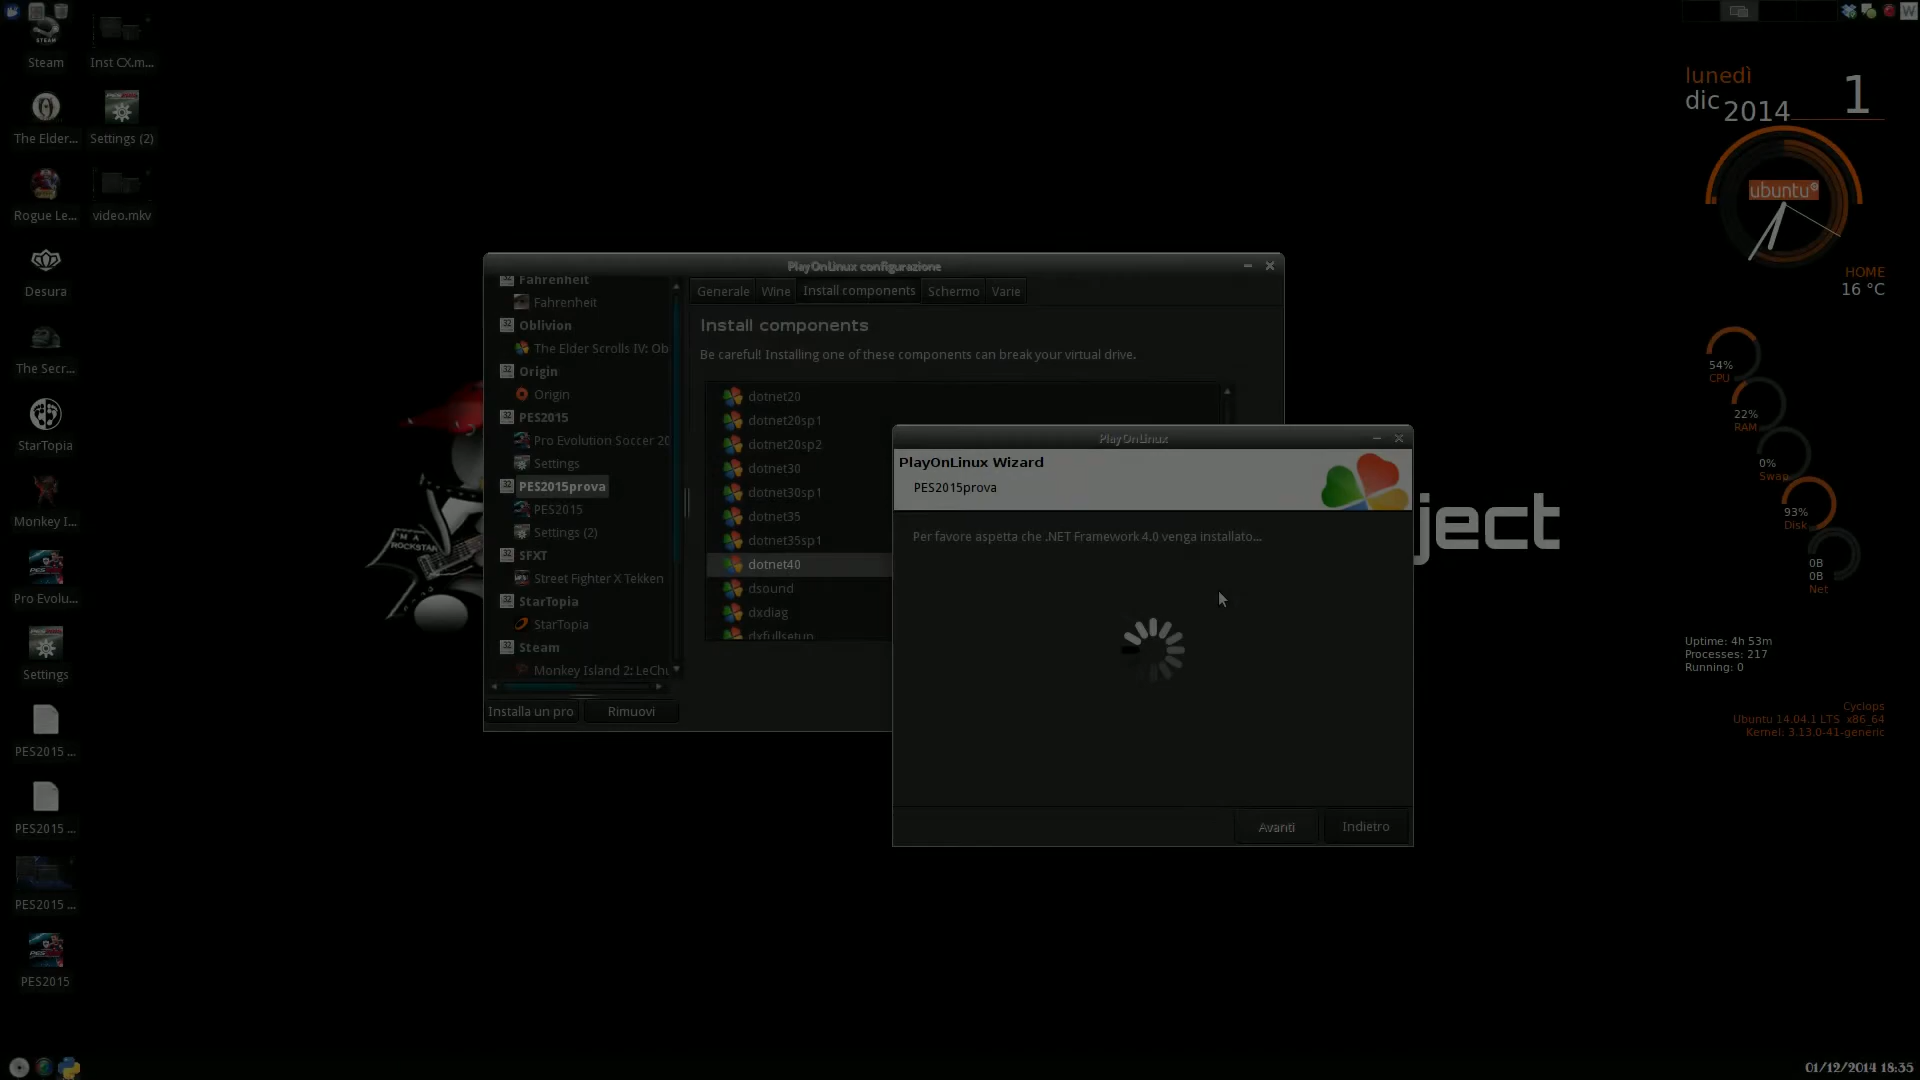 Steam
Inst CX.m...
The Elder...
Settings (2)
Rogue Le...
video.mkv
Desura
The Secr...
StarTopia
Monkey I...
Pro Evolu...
Settings
PES2015 ...
PES2015 ...
PES2015 ...
PES2015
I'M A
ROCKSTAR
PlayOnLinux configurazione
Fahrenheit
Fahrenheit
Oblivion
The Elder Scrolls IV: Ob
Origin
Origin
PES2015
Pro Evolution Soccer 20
Settings
PES2015prova
PES2015
Settings (2)
SFXT
Street Fighter X Tekken
StarTopia
StarTopia
Steam
Monkey Island 2: LeChu
Installa un pro
Rimuovi
Generale
Wine
Install components
Schermo
Varie
Install components
Be careful! Installing one of these components can break your virtual drive.
dotnet20
dotnet20sp1
dotnet20sp2
dotnet30
dotnet30sp1
dotnet35
dotnet35sp1
dotnet40
dsound
dxdiag
dxfullsetup
PlayOnLinux
PlayOnLinux Wizard
PES2015prova
Per favore aspetta che .NET Framework 4.0 venga installato...
Avanti
Indietro
ject
lunedì
dic 2014 1
ubuntu
HOME
16 °C
54%
CPU
22%
RAM
0%
Swap
93%
Disk
0B
0B
Net
Uptime: 4h 53m
Processes: 217
Running: 0
Cyclops
Ubuntu 14.04.1 LTS x86_64
Kernel: 3.13.0-41-generic
01/12/2014 18:35